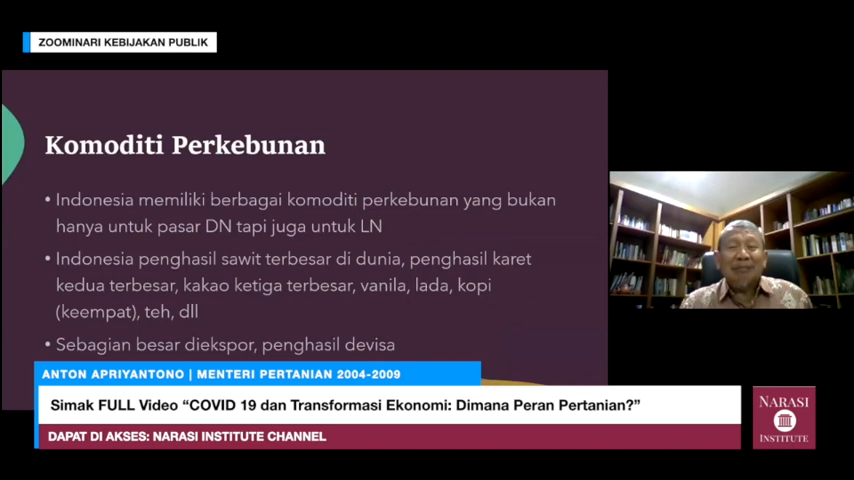 ZOOMINARI KEBIJAKAN PUBLIK
Komoditi Perkebunan
• Indonesia memiliki berbagai komoditi perkebunan yang bukan
hanya untuk pasar DN tapi juga untuk LN
• Indonesia penghasil sawit terbesar di dunia, penghasil karet
kedua terbesar, kakao ketiga terbesar, vanila, lada, kopi
(keempat), teh, dll
• Sebagian besar diekspor, penghasil devisa
ANTON APRIYANTONO | MENTERI PERTANIAN 2004-2009
Simak FULL Video “COVID 19 dan Transformasi Ekonomi: Dimana Peran Pertanian?”
DAPAT DI AKSES: NARASI INSTITUTE CHANNEL
NARASI
INSTITUTE